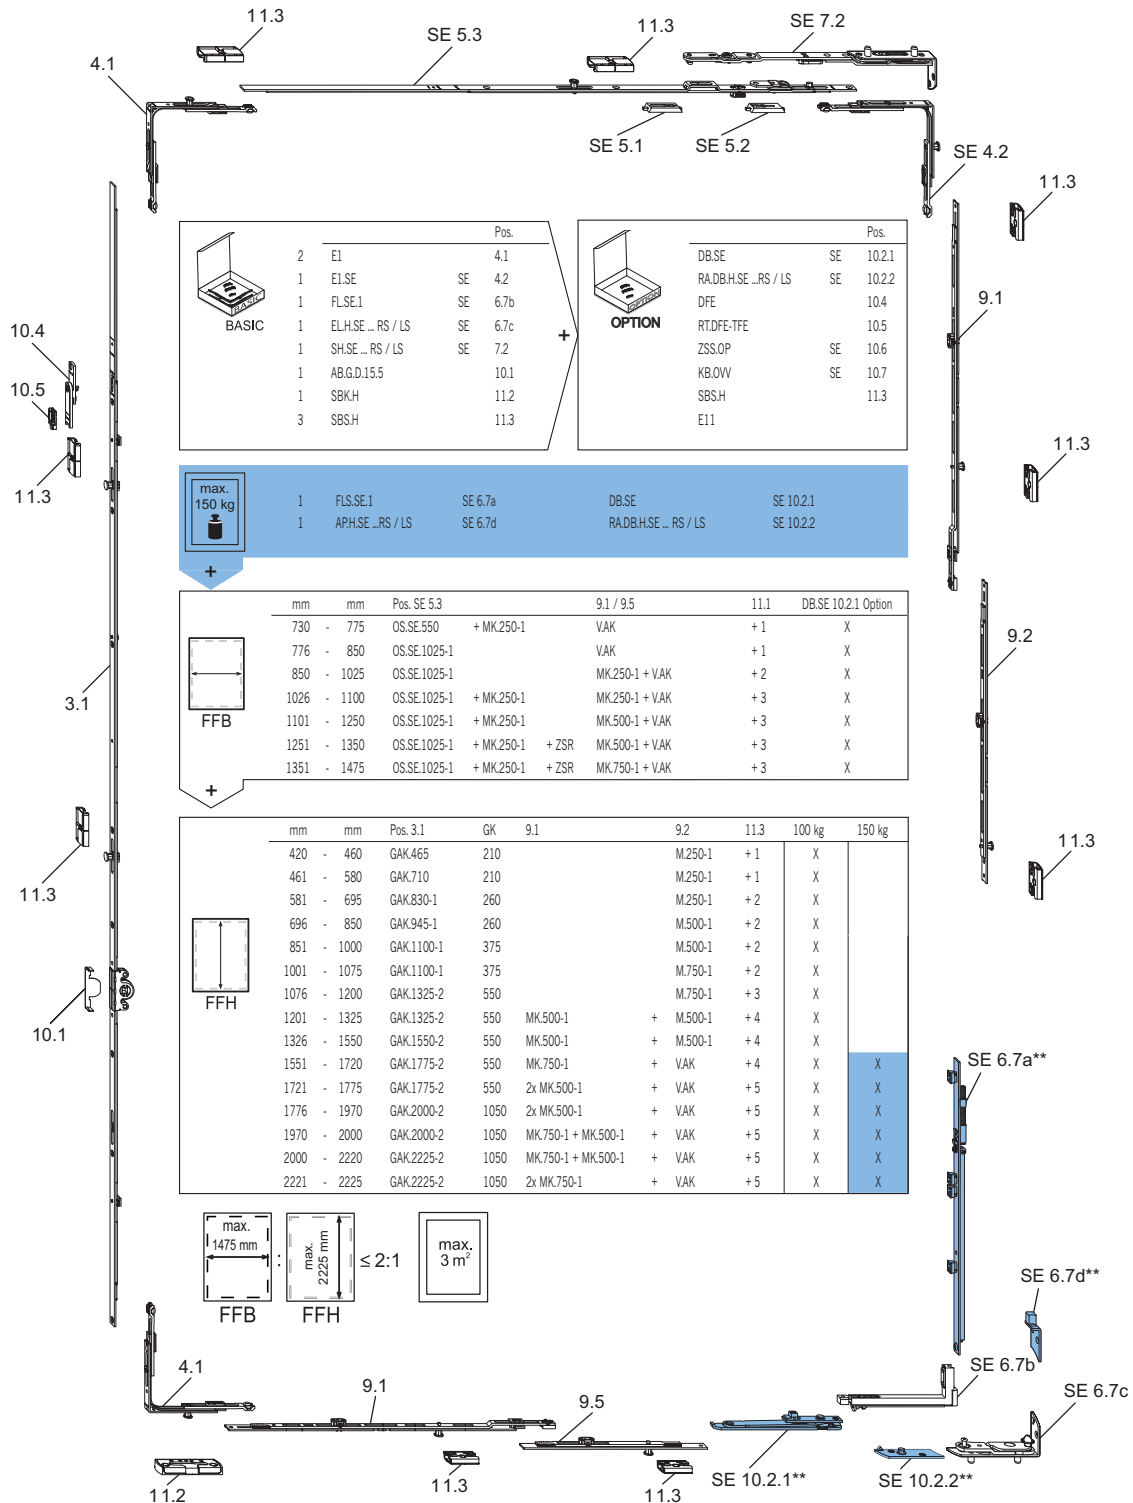 11.3
SE 5.3
11.3
SE 7.2
4.1
SE 5.1
SE 5.2
SE 4.2
11.3
Pos.
2 E1 4.1
1 E1.SE SE 4.2
1 FL.SE.1 SE 6.7b
1 EL.H.SE ... RS / LS SE 6.7c
1 SH.SE ... RS / LS SE 7.2
1 AB.G.D.15.5 10.1
1 SBK.H 11.2
3 SBS.H 11.3
BASIC
BASIC
+
Pos.
DB.SE SE 10.2.1
RA.DB.H.SE ...RS / LS SE 10.2.2
DFE 10.4
RT.DFE-TFE 10.5
ZSS.OP SE 10.6
KB.OVV SE 10.7
SBS.H 11.3
E11
OPTION
OPTION
9.1
10.4
10.5
11.3
11.3
max.
150 kg
1 FLS.SE.1 SE 6.7a DB.SE SE 10.2.1
1 AP.H.SE ...RS / LS SE 6.7d RA.DB.H.SE ... RS / LS SE 10.2.2
+
mm mm Pos. SE 5.3 9.1 / 9.5 11.1 DB.SE 10.2.1 Option
730 - 775 OS.SE.550 + MK.250-1 V.AK + 1 X
776 - 850 OS.SE.1025-1 V.AK + 1 X
850 - 1025 OS.SE.1025-1 MK.250-1 + V.AK + 2 X
1026 - 1100 OS.SE.1025-1 + MK.250-1 MK.250-1 + V.AK + 3 X
1101 - 1250 OS.SE.1025-1 + MK.250-1 MK.500-1 + V.AK + 3 X
1251 - 1350 OS.SE.1025-1 + MK.250-1 + ZSR MK.500-1 + V.AK + 3 X
1351 - 1475 OS.SE.1025-1 + MK.250-1 + ZSR MK.750-1 + V.AK + 3 X
FFB
+
9.2
3.1
mm mm Pos. 3.1 GK 9.1 9.2 11.3 100 kg 150 kg
420 - 460 GAK.465 210 M.250-1 + 1 X
461 - 580 GAK.710 210 M.250-1 + 1 X
581 - 695 GAK.830-1 260 M.250-1 + 2 X
696 - 850 GAK.945-1 260 M.500-1 + 2 X
851 - 1000 GAK.1100-1 375 M.500-1 + 2 X
1001 - 1075 GAK.1100-1 375 M.750-1 + 2 X
1076 - 1200 GAK.1325-2 550 M.750-1 + 3 X
1201 - 1325 GAK.1325-2 550 MK.500-1 + M.500-1 + 4 X
1326 - 1550 GAK.1550-2 550 MK.500-1 + M.500-1 + 4 X
1551 - 1720 GAK.1775-2 550 MK.750-1 + V.AK + 4 X X
1721 - 1775 GAK.1775-2 550 2x MK.500-1 + V.AK + 5 X X
1776 - 1970 GAK.2000-2 1050 2x MK.500-1 + V.AK + 5 X X
1970 - 2000 GAK.2000-2 1050 MK.750-1 + MK.500-1 + V.AK + 5 X X
2000 - 2220 GAK.2225-2 1050 MK.750-1 + MK.500-1 + V.AK + 5 X X
2221 - 2225 GAK.2225-2 1050 2x MK.750-1 + V.AK + 5 X X
FFH
11.3
11.3
10.1
SE 6.7a**
max.
1475 mm
FFB
:
max.
2225 mm
FFH
≤ 2:1
max.
3 m²
SE 6.7d**
4.1
9.1
9.5
SE 6.7b
SE 6.7c
11.2
11.3
11.3
SE 10.2.1**
SE 10.2.2**